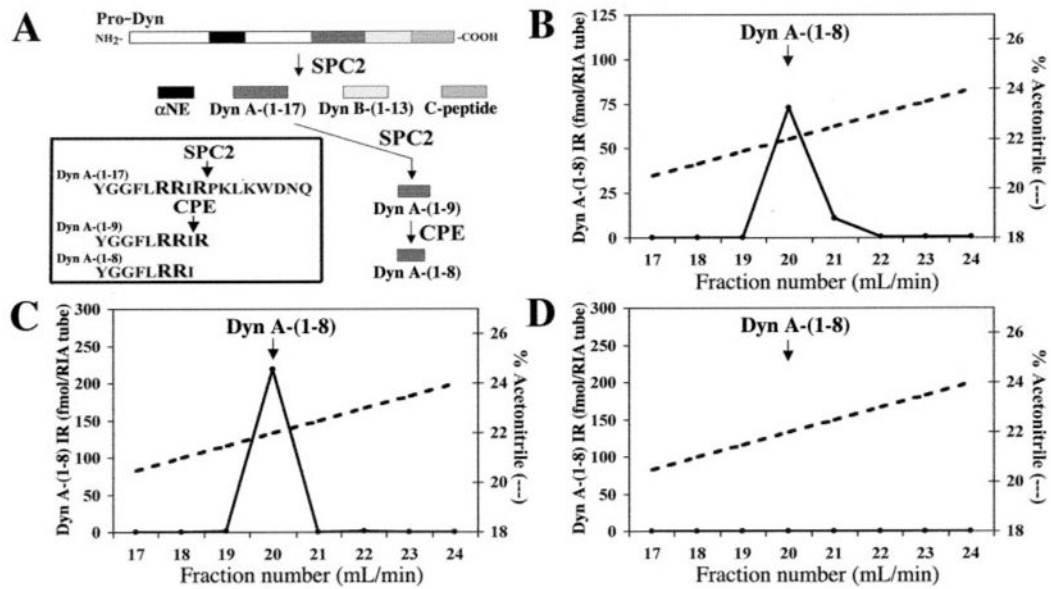 A
Pro-Dyn
NH2- -COOH
SPC2
αNE Dyn A-(1-17) Dyn B-(1-13) C-peptide
SPC2
SPC2
Dyn A-(1-17)
YGGFLRRIRPKLKWDNQ
CPE
Dyn A-(1-9)
YGGFLRRIR
Dyn A-(1-8)
YGGFLRRI
Dyn A-(1-9)
CPE
Dyn A-(1-8)
B
Dyn A-(1-8)
Dyn A-(1-8) IR (fmol/RIA tube)
125
100
75
50
25
0
% Acetonitrile (---)
26
24
22
20
18
17 18 19 20 21 22 23 24
Fraction number (mL/min)
C
Dyn A-(1-8)
Dyn A-(1-8) IR (fmol/RIA tube)
300
250
200
150
100
50
0
% Acetonitrile (---)
26
24
22
20
18
17 18 19 20 21 22 23 24
Fraction number (mL/min)
D
Dyn A-(1-8)
Dyn A-(1-8) IR (fmol/RIA tube)
300
250
200
150
100
50
0
% Acetonitrile (---)
26
24
22
20
18
17 18 19 20 21 22 23 24
Fraction number (mL/min)